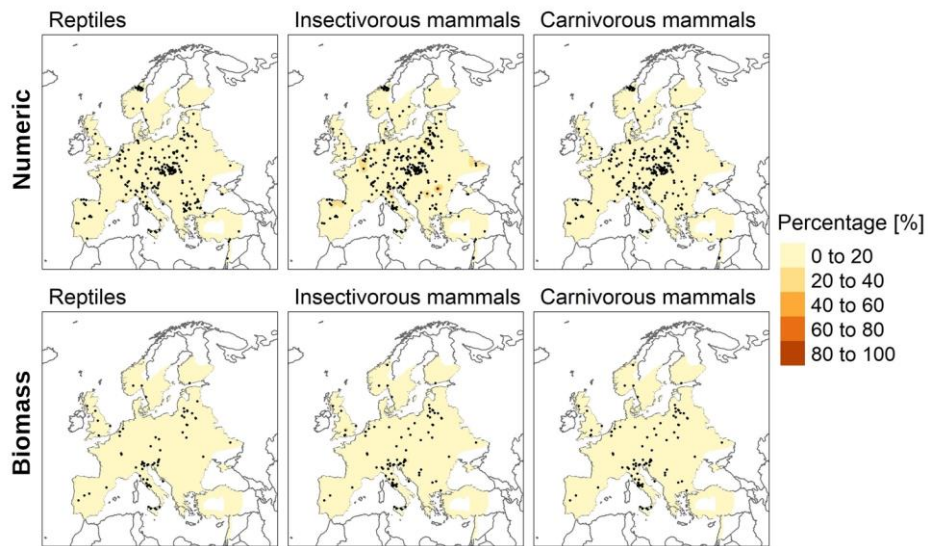 Reptiles
Insectivorous mammals
Carnivorous mammals
Numeric
Percentage [%]
0 to 20
20 to 40
40 to 60
60 to 80
80 to 100
Reptiles
Insectivorous mammals
Carnivorous mammals
Biomass